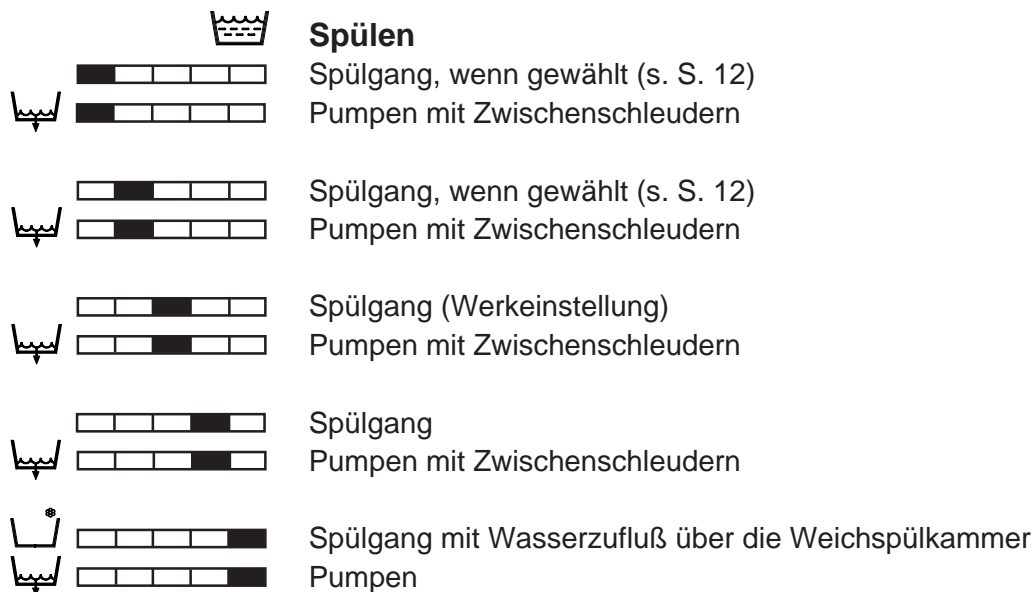 Spülen
Spülgang, wenn gewählt (s. S. 12)
Pumpen mit Zwischenschleudern
Spülgang, wenn gewählt (s. S. 12)
Pumpen mit Zwischenschleudern
Spülgang (Werkeinstellung)
Pumpen mit Zwischenschleudern
Spülgang
Pumpen mit Zwischenschleudern
Spülgang mit Wasserzufluß über die Weichspülkammer
Pumpen